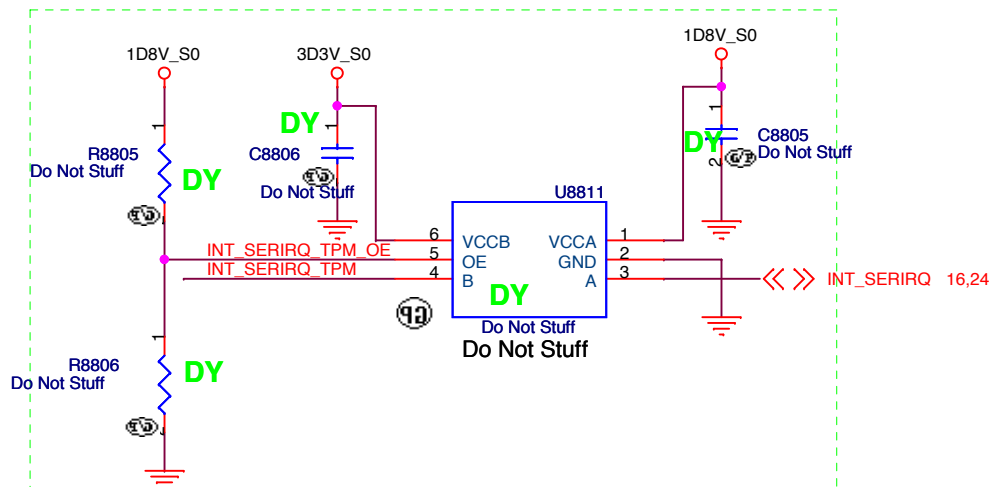 1D8V_S0
3D3V_S0
1D8V_S0
1
R8805
Do Not Stuff
DY
DY
1
C8806
Do Not Stuff
1
DY
2
C8805
Do Not Stuff
U8811
6 VCCB VCCA 1
INT_SERIRQ_TPM_OE 5 OE GND 2
INT_SERIRQ_TPM 4 B A 3
INT_SERIRQ 16,24
DY
GP
Do Not Stuff
Do Not Stuff
1
R8806
Do Not Stuff
DY